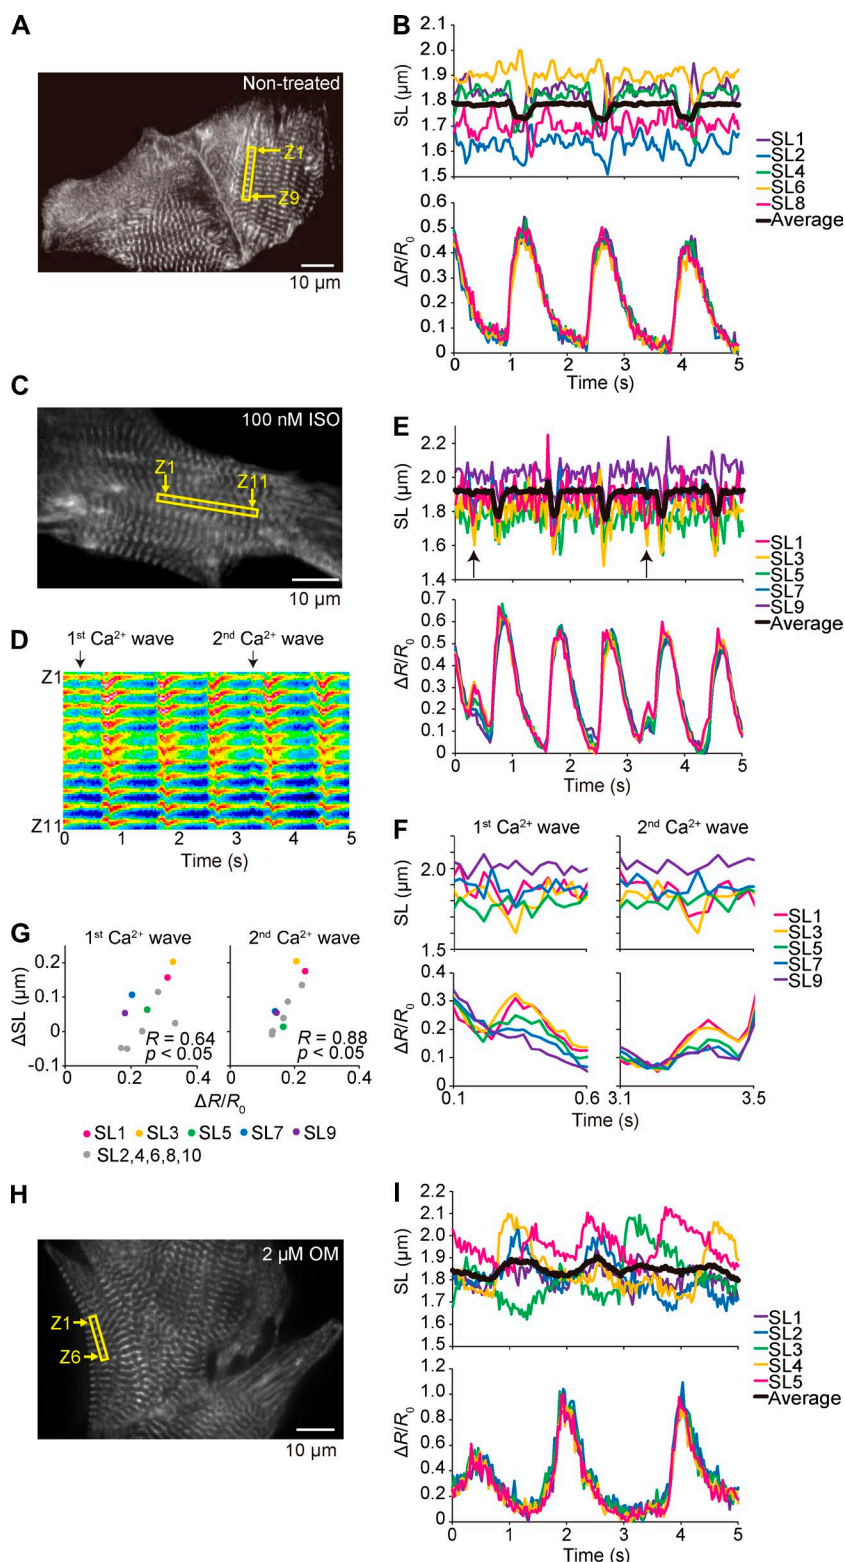 A
Non-treated
Z1
Z9
10 µm
B
SL (µm)
2.1
2.0
1.9
1.8
1.7
1.6
1.5
SL1
SL2
SL4
SL6
SL8
Average
ΔR/R0
0.6
0.5
0.4
0.3
0.2
0.1
0
0 1 2 3 4 5
Time (s)
C
100 nM ISO
Z1
Z11
10 µm
D
1st Ca2+ wave 2nd Ca2+ wave
Z1
Z11
0 1 2 3 4 5
Time (s)
E
SL (µm)
2.2
2.0
1.8
1.6
1.4
SL1
SL3
SL5
SL7
SL9
Average
ΔR/R0
0.7
0.6
0.5
0.4
0.3
0.2
0.1
0
0 1 2 3 4 5
Time (s)
F
1st Ca2+ wave 2nd Ca2+ wave
SL (µm)
2.0
1.5
SL1
SL3
SL5
SL7
SL9
ΔR/R0
0.4
0.3
0.2
0.1
0
0.1 0.6 3.1 3.5
Time (s)
G
1st Ca2+ wave 2nd Ca2+ wave
ΔSL (µm)
0.2
0.1
0
-0.1
R = 0.64
p < 0.05
R = 0.88
p < 0.05
0 0.2 0.4 0 0.2 0.4
ΔR/R0
SL1 SL3 SL5 SL7 SL9
SL2,4,6,8,10
H
2 µM OM
Z1
Z6
10 µm
I
SL (µm)
2.2
2.1
2.0
1.9
1.8
1.7
1.6
1.5
SL1
SL2
SL3
SL4
SL5
Average
ΔR/R0
1.2
1.0
0.8
0.6
0.4
0.2
0
0 1 2 3 4 5
Time (s)